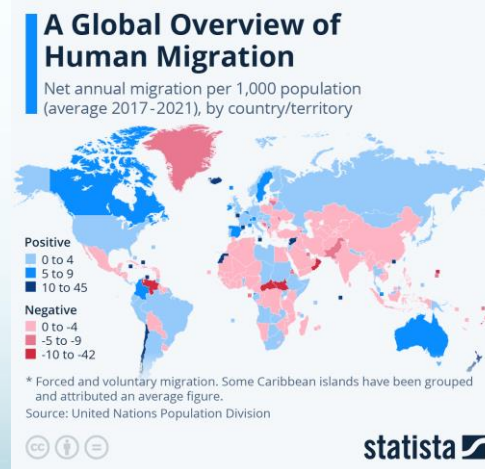 A Global Overview of
Human Migration
Net annual migration per 1,000 population
(average 2017-2021), by country/territory
Positive
0 to 4
5 to 9
10 to 45
Negative
0 to -4
-5 to -9
-10 to -42
* Forced and voluntary migration. Some Caribbean islands have been grouped
and attributed an average figure.
Source: United Nations Population Division
cc
statista